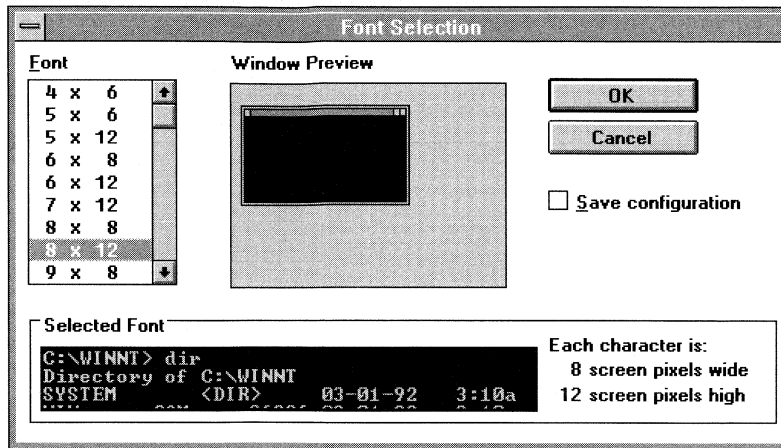 Font Selection
Font
Window Preview
4 x 6
5 x 6
5 x 12
6 x 8
6 x 12
7 x 12
8 x 8
8 x 12
9 x 8
OK
Cancel
Save configuration
Selected Font
C:\WINNT> dir
Directory of C:\WINNT
SYSTEM <DIR> 03-01-92 3:10a
Each character is:
8 screen pixels wide
12 screen pixels high